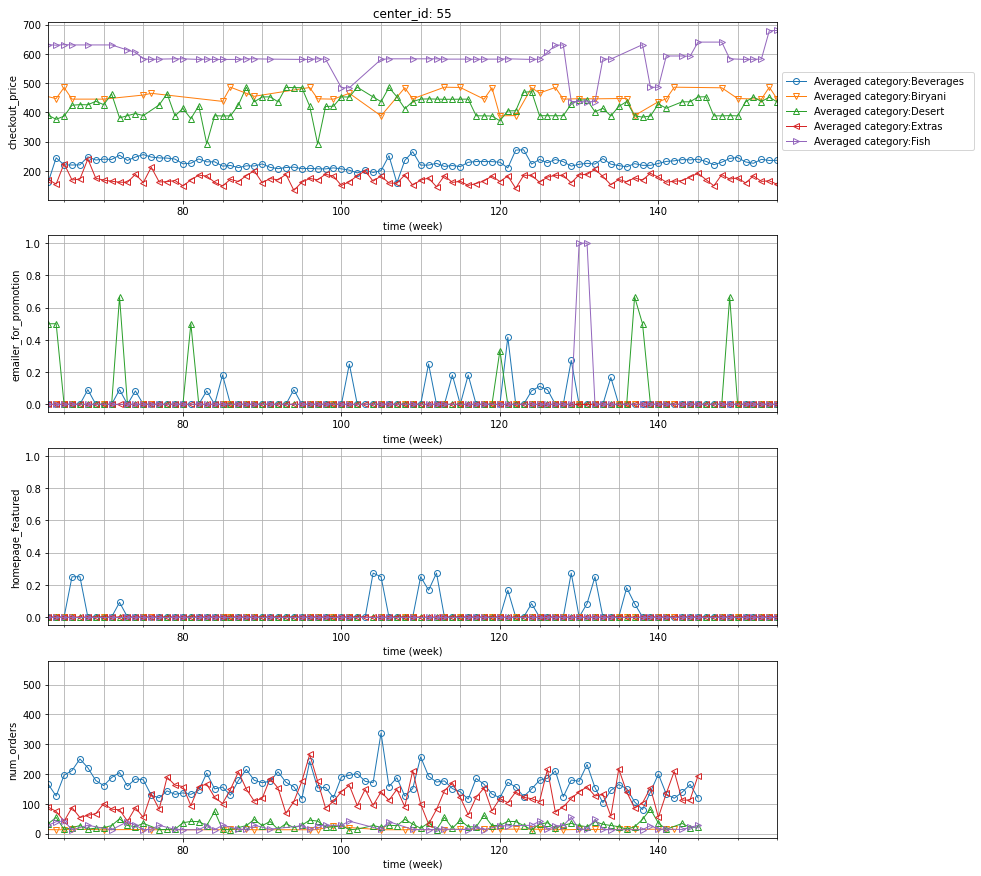 center_id: 55
700
600
500
400
300
200
checkout_price
80
100
120
140
time (week)
Averaged category:Beverages
Averaged category:Biryani
Averaged category:Desert
Averaged category:Extras
Averaged category:Fish
1.0
0.8
0.6
0.4
0.2
0.0
emailer_for_promotion
80
100
120
140
time (week)
1.0
0.8
0.6
0.4
0.2
0.0
homepage_featured
80
100
120
140
time (week)
500
400
300
200
100
0
num_orders
80
100
120
140
time (week)